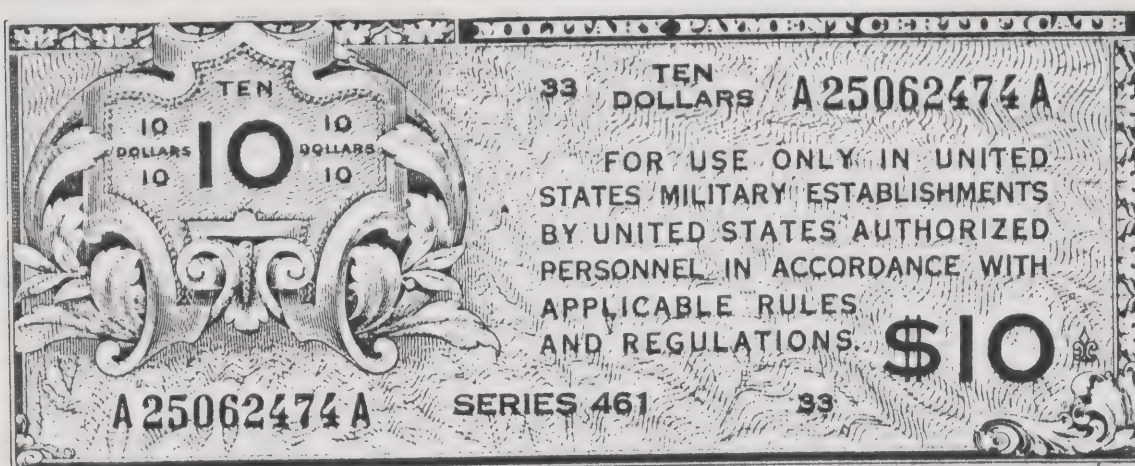 MILITARY PAYMENT CERTIFICATE
TEN
10 DOLLARS 10
10
10 DOLLARS 10
33 TEN DOLLARS A25062474A
FOR USE ONLY IN UNITED
STATES MILITARY ESTABLISHMENTS
BY UNITED STATES AUTHORIZED
PERSONNEL IN ACCORDANCE WITH
APPLICABLE RULES
AND REGULATIONS.
$10
A25062474A SERIES 461 33